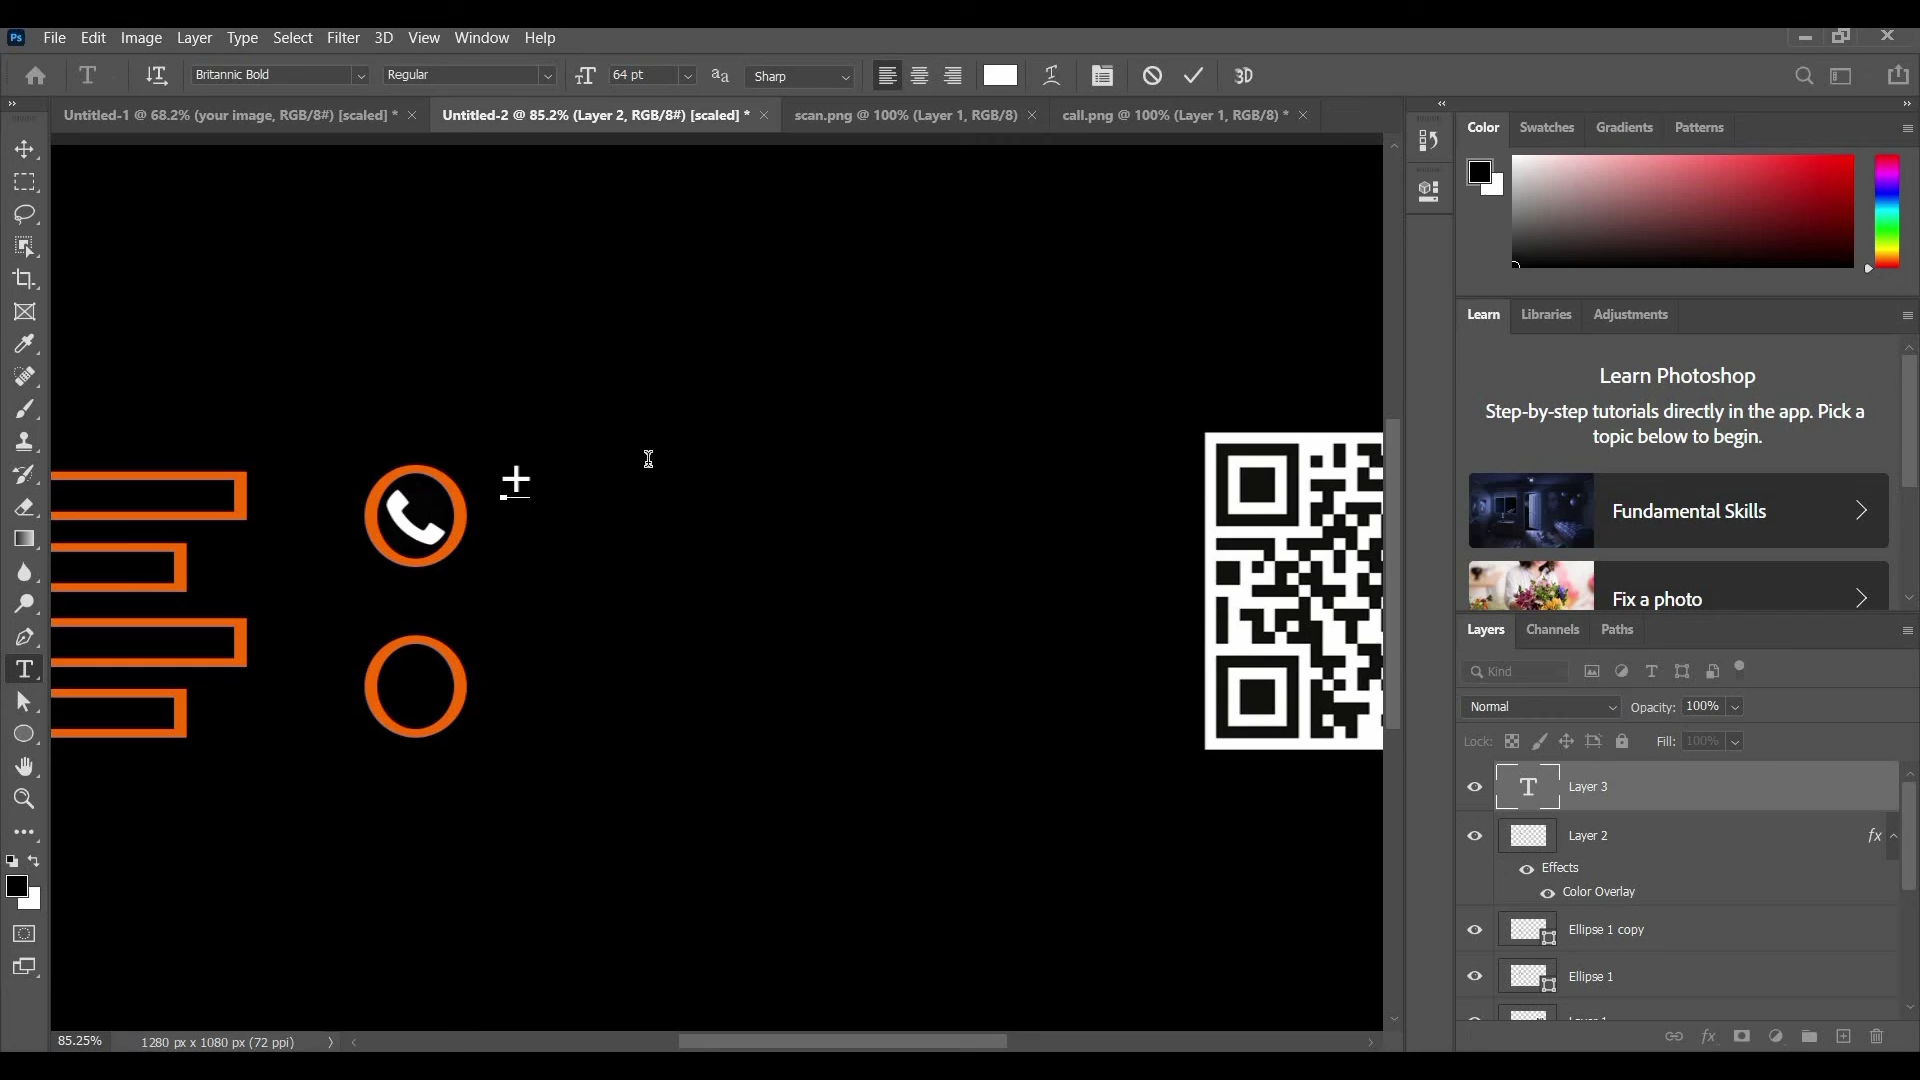 Ps File Edit Image Layer Type Select Filter 3D View Window Help
T Britannic Bold Regular 64 pt aa Sharp 3D
Untitled-1 @ 68.2% (your image, RGB/8#) [scaled] * Untitled-2 @ 85.2% (Layer 2, RGB/8#) [scaled] * scan.png @ 100% (Layer 1, RGB/8) call.png @ 100% (Layer 1, RGB/8) *
Color Swatches Gradients Patterns
Learn Libraries Adjustments
Learn Photoshop
Step-by-step tutorials directly in the app. Pick a
topic below to begin.
+
Fundamental Skills
Fix a photo
Layers Channels Paths
Kind
Normal Opacity: 100%
Lock: Fill: 100%
T Layer 3
Layer 2 fx
Effects
Color Overlay
Ellipse 1 copy
Ellipse 1
85.25% 1280 px x 1080 px (72 ppi)